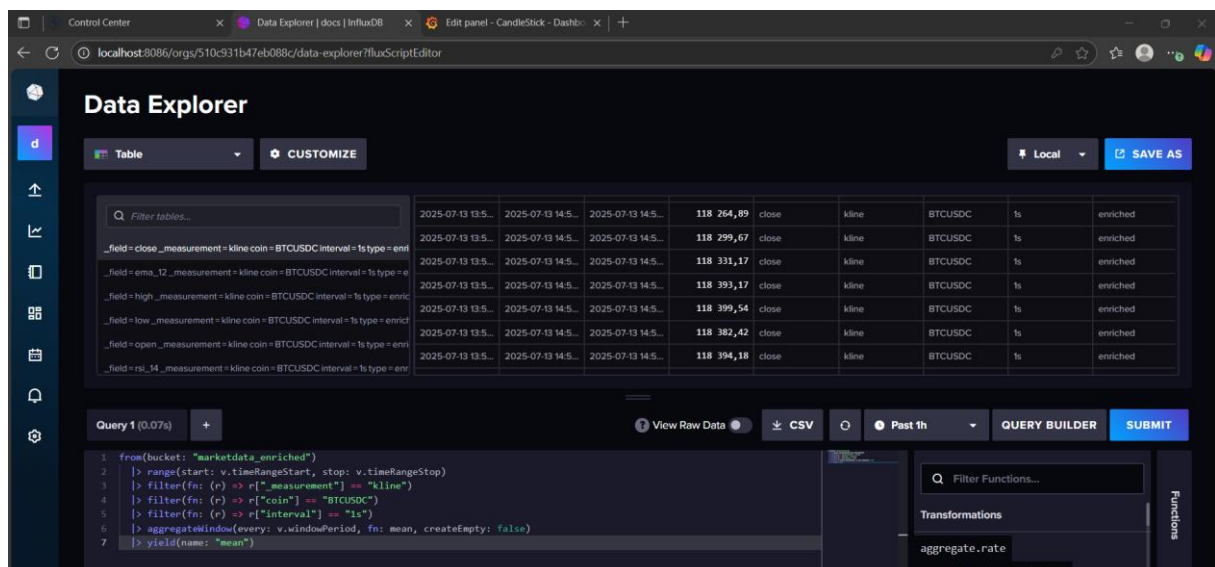 Control Center
Data Explorer | docs | InfluxDB
Edit panel - CandleStick - Dashbo
localhost:8086/orgs/510c931b47eb088c/data-explorer?fluxScriptEditor
Data Explorer
d
Table
CUSTOMIZE
Local
SAVE AS
Filter tables...
_field = close _measurement = kline coin = BTCUSDC interval = 1s type = enri
_field = ema_12 _measurement = kline coin = BTCUSDC interval = 1s type = e
_field = high _measurement = kline coin = BTCUSDC interval = 1s type = enric
_field = low _measurement = kline coin = BTCUSDC interval = 1s type = enrich
_field = open _measurement = kline coin = BTCUSDC interval = 1s type = enri
_field = rsi_14 _measurement = kline coin = BTCUSDC interval = 1s type = enr
2025-07-13 13:5... 2025-07-13 14:5... 2025-07-13 14:5... 118 264,89 close kline BTCUSDC 1s enriched
2025-07-13 13:5... 2025-07-13 14:5... 2025-07-13 14:5... 118 299,67 close kline BTCUSDC 1s enriched
2025-07-13 13:5... 2025-07-13 14:5... 2025-07-13 14:5... 118 331,17 close kline BTCUSDC 1s enriched
2025-07-13 13:5... 2025-07-13 14:5... 2025-07-13 14:5... 118 393,17 close kline BTCUSDC 1s enriched
2025-07-13 13:5... 2025-07-13 14:5... 2025-07-13 14:5... 118 399,54 close kline BTCUSDC 1s enriched
2025-07-13 13:5... 2025-07-13 14:5... 2025-07-13 14:5... 118 382,42 close kline BTCUSDC 1s enriched
2025-07-13 13:5... 2025-07-13 14:5... 2025-07-13 14:5... 118 394,18 close kline BTCUSDC 1s enriched
Query 1 (0.07s)
+
? View Raw Data
CSV
Past 1h
QUERY BUILDER
SUBMIT
1 from(bucket: "marketdata_enriched")
2 |> range(start: v.timeRangeStart, stop: v.timeRangeStop)
3 |> filter(fn: (r) => r["_measurement"] == "kline")
4 |> filter(fn: (r) => r["coin"] == "BTCUSDC")
5 |> filter(fn: (r) => r["interval"] == "1s")
6 |> aggregateWindow(every: v.windowPeriod, fn: mean, createEmpty: false)
7 |> yield(name: "mean")
Filter Functions...
Transformations
aggregate.rate
Functions